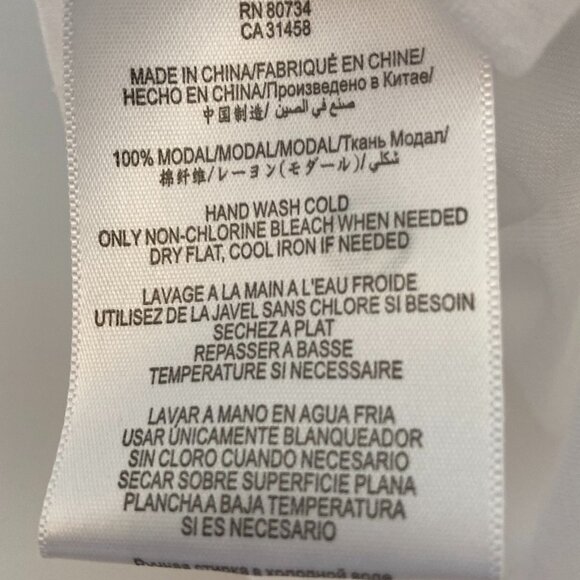 RN 80734
CA 31458
MADE IN CHINA/FABRIQUÉ EN CHINE/
HECHO EN CHINA/Произведено в Китае/
中国制造/ صنع في الصين/
100% MODAL/MODAL/MODAL/Ткань Модал/
棉纤维/レーヨン(モダール)/شكلي/
HAND WASH COLD
ONLY NON-CHLORINE BLEACH WHEN NEEDED
DRY FLAT, COOL IRON IF NEEDED
LAVAGE A LA MAIN A L'EAU FROIDE
UTILISEZ DE LA JAVEL SANS CHLORE SI BESOIN
SECHEZ A PLAT
REPASSER A BASSE
TEMPERATURE SI NECESSAIRE
LAVAR A MANO EN AGUA FRIA
USAR ÚNICAMENTE BLANQUEADOR
SIN CLORO CUANDO NECESARIO
SECAR SOBRE SUPERFICIE PLANA
PLANCHA A BAJA TEMPERATURA
SI ES NECESARIO
Ручная стирка в холодной воде